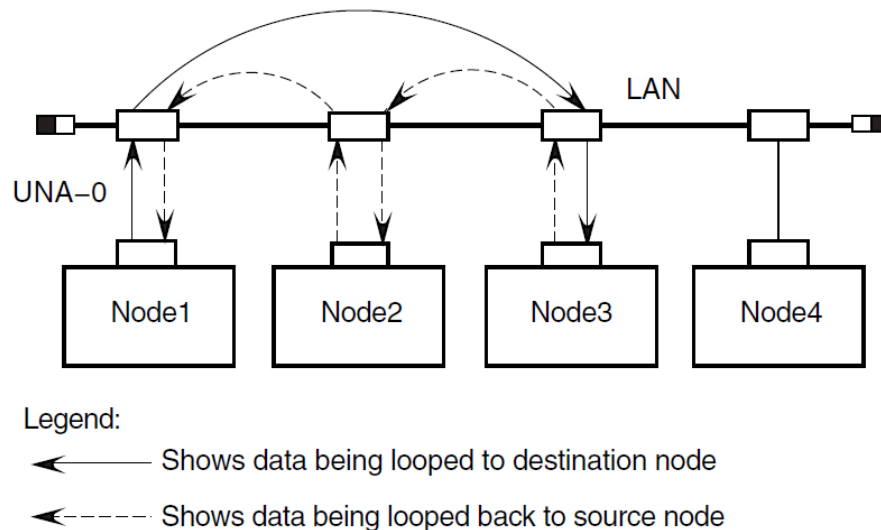 LAN
UNA-0
Node1
Node2
Node3
Node4
Legend:
Shows data being looped to destination node
Shows data being looped back to source node